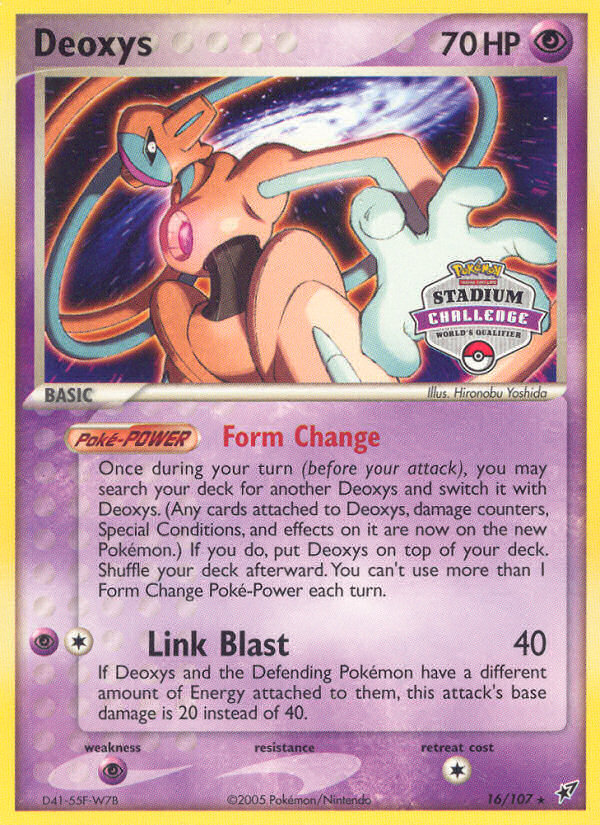 Deoxys 70 HP
POKéMON
STADIUM
CHALLENGE
WORLD'S QUALIFIER
BASIC Illus. Hironobu Yoshida
Poké-POWER Form Change
Once during your turn (before your attack), you may
search your deck for another Deoxys and switch it with
Deoxys. (Any cards attached to Deoxys, damage counters,
Special Conditions, and effects on it are now on the new
Pokémon.) If you do, put Deoxys on top of your deck.
Shuffle your deck afterward. You can't use more than 1
Form Change Poké-Power each turn.
Link Blast 40
If Deoxys and the Defending Pokémon have a different
amount of Energy attached to them, this attack's base
damage is 20 instead of 40.
weakness resistance retreat cost
D41-55F-W7B ©2005 Pokémon/Nintendo 16/107 ★